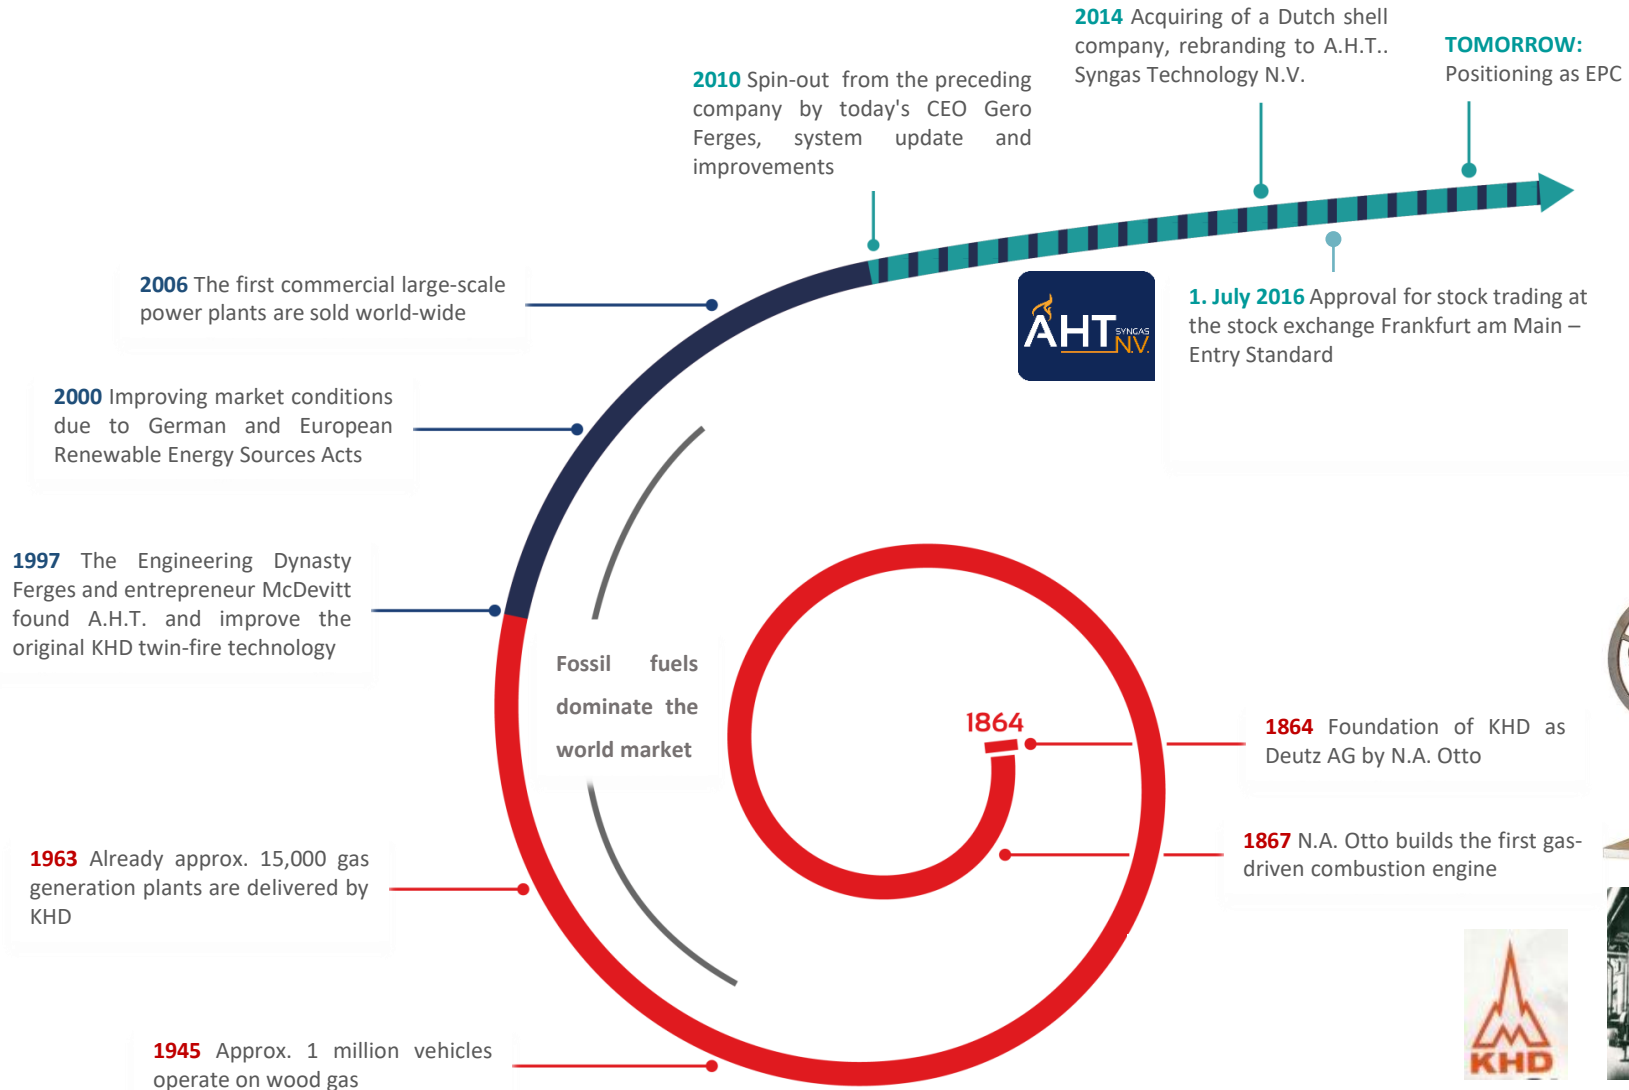 2014 Acquiring of a Dutch shell
company, rebranding to A.H.T..
Syngas Technology N.V.
TOMORROW:
Positioning as EPC
2010 Spin-out from the preceding
company by today's CEO Gero
Ferges, system update and
improvements
2006 The first commercial large-scale
power plants are sold world-wide
AHT SYNGAS
N.V.
1. July 2016 Approval for stock trading at
the stock exchange Frankfurt am Main –
Entry Standard
2000 Improving market conditions
due to German and European
Renewable Energy Sources Acts
1997 The Engineering Dynasty
Ferges and entrepreneur McDevitt
found A.H.T. and improve the
original KHD twin-fire technology
Fossil fuels
dominate the
world market
1864
1864 Foundation of KHD as
Deutz AG by N.A. Otto
1867 N.A. Otto builds the first gas-
driven combustion engine
1963 Already approx. 15,000 gas
generation plants are delivered by
KHD
KHD
1945 Approx. 1 million vehicles
operate on wood gas